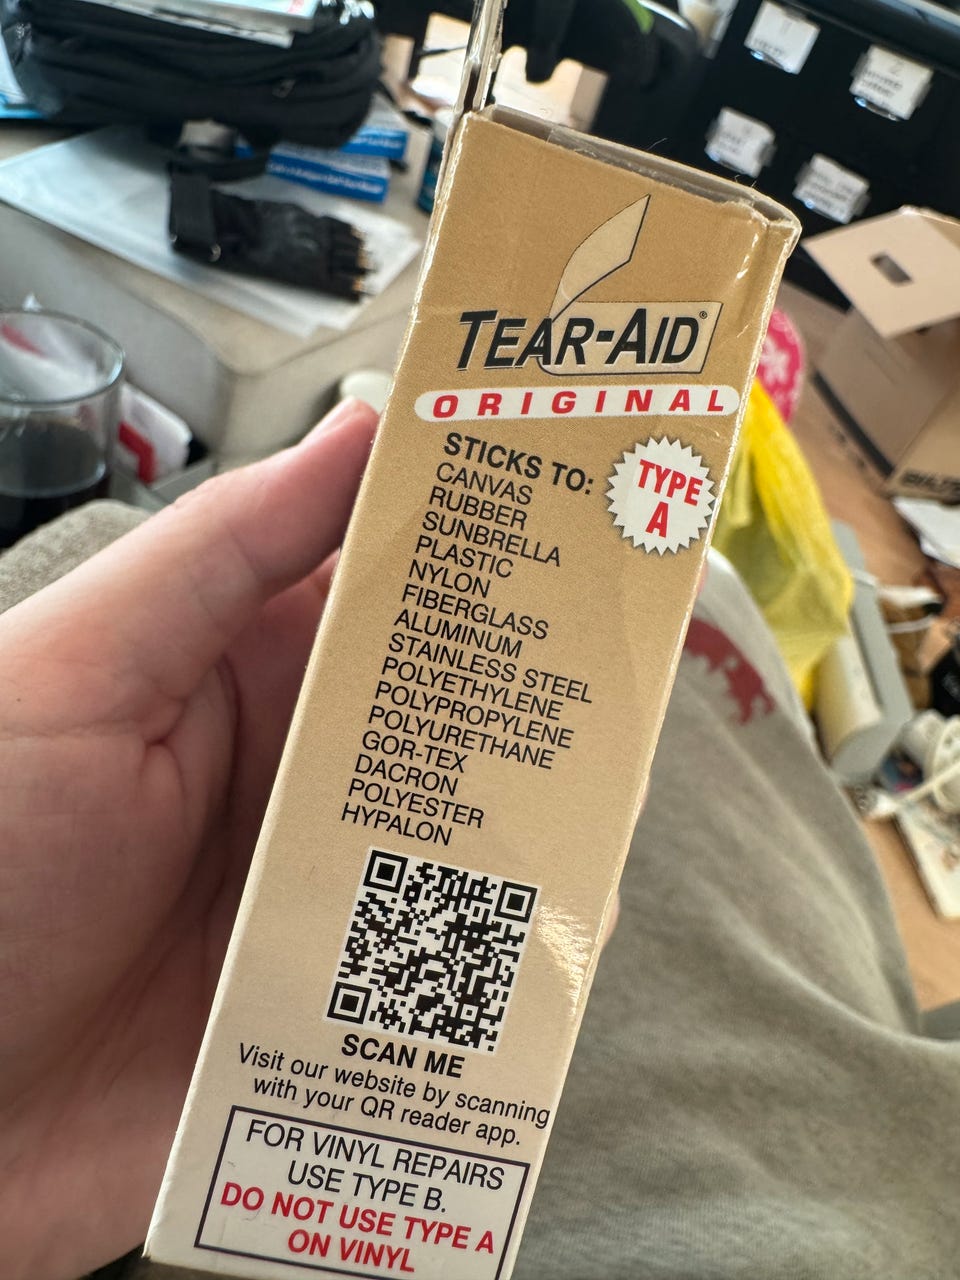 TEAR-AID®
ORIGINAL
STICKS TO:
TYPE
A
CANVAS
RUBBER
SUNBRELLA
PLASTIC
NYLON
FIBERGLASS
ALUMINUM
STAINLESS STEEL
POLYETHYLENE
POLYPROPYLENE
POLYURETHANE
GOR-TEX
DACRON
POLYESTER
HYPALON
SCAN ME
Visit our website by scanning
with your QR reader app.
FOR VINYL REPAIRS
USE TYPE B.
DO NOT USE TYPE A
ON VINYL